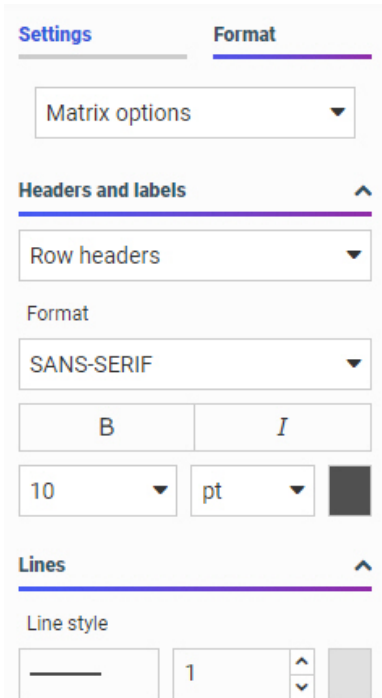 Settings Format
Matrix options
Headers and labels
Row headers
Format
SANS-SERIF
B I
10 pt
Lines
Line style
1